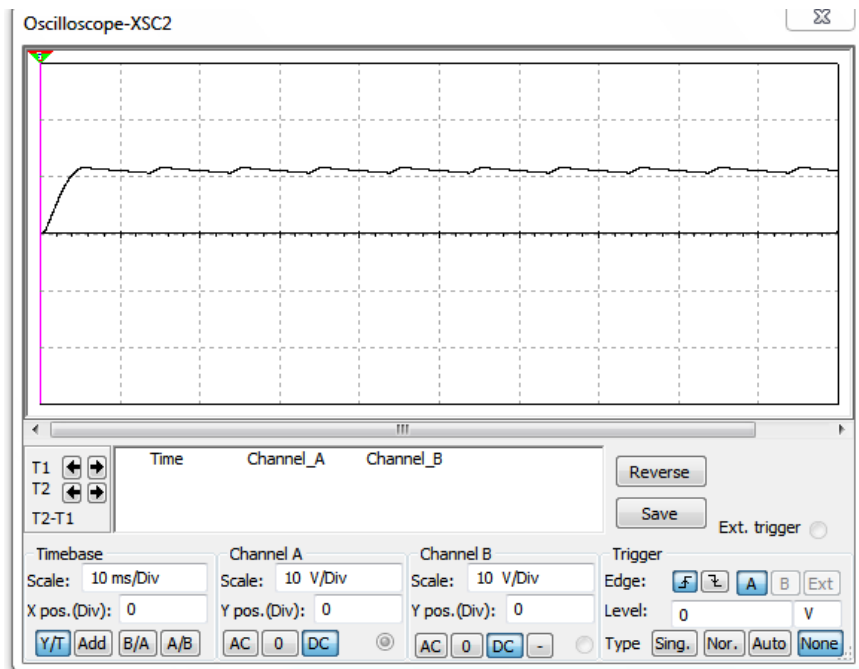 Oscilloscope-XSC2
T1
T2
T2-T1
Time Channel_A Channel_B
Reverse
Save
Ext. trigger
Timebase
Scale: 10 ms/Div
X pos.(Div): 0
Y/T Add B/A A/B
Channel A
Scale: 10 V/Div
Y pos.(Div): 0
AC 0 DC
Channel B
Scale: 10 V/Div
Y pos.(Div): 0
AC 0 DC -
Trigger
Edge: A B Ext
Level: 0 V
Type Sing. Nor. Auto None